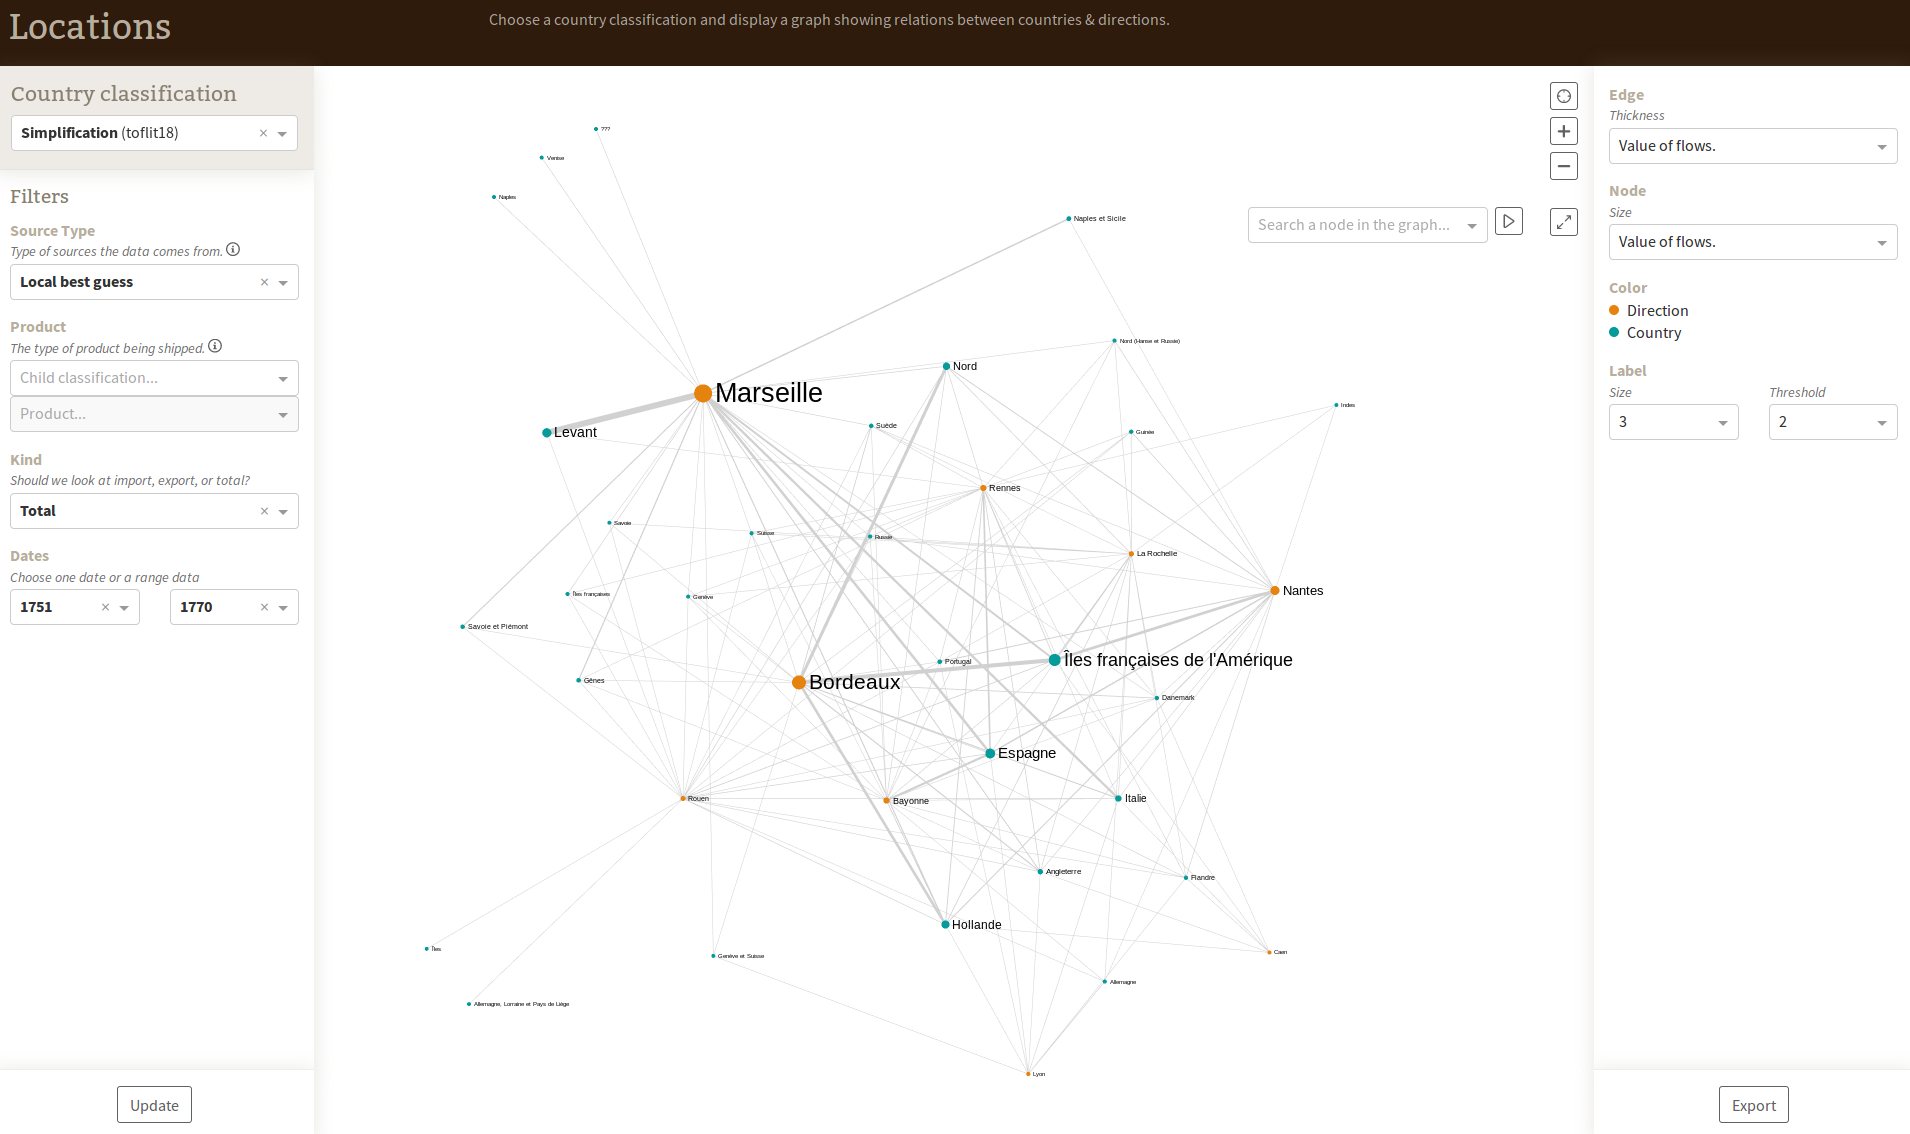 Locations
Choose a country classification and display a graph showing relations between countries & directions.
Country classification
Simplification (toflit18)
Filters
Source Type
Type of sources the data comes from.
Local best guess
Product
The type of product being shipped.
Child classification...
Product...
Kind
Should we look at import, export, or total?
Total
Dates
Choose one date or a range data
1751
1770
Update
???
Venise
Naples
Naples et Sicile
Search a node in the graph...
Nord (Hanse et Russie)
Nord
Marseille
Indes
Suède
Levant
Guinée
Rennes
Savoie
Suisse
Russie
La Rochelle
Nantes
Îles françaises
Genève
Savoie et Piémont
Portugal
Îles françaises de l'Amérique
Gênes
Bordeaux
Danemark
Espagne
Rouen
Bayonne
Italie
Angleterre
Flandre
Hollande
Îles
Caen
Genève et Suisse
Allemagne
Allemagne, Lorraine et Pays de Liège
Lyon
Edge
Thickness
Value of flows.
Node
Size
Value of flows.
Color
Direction
Country
Label
Size
Threshold
3
2
Export